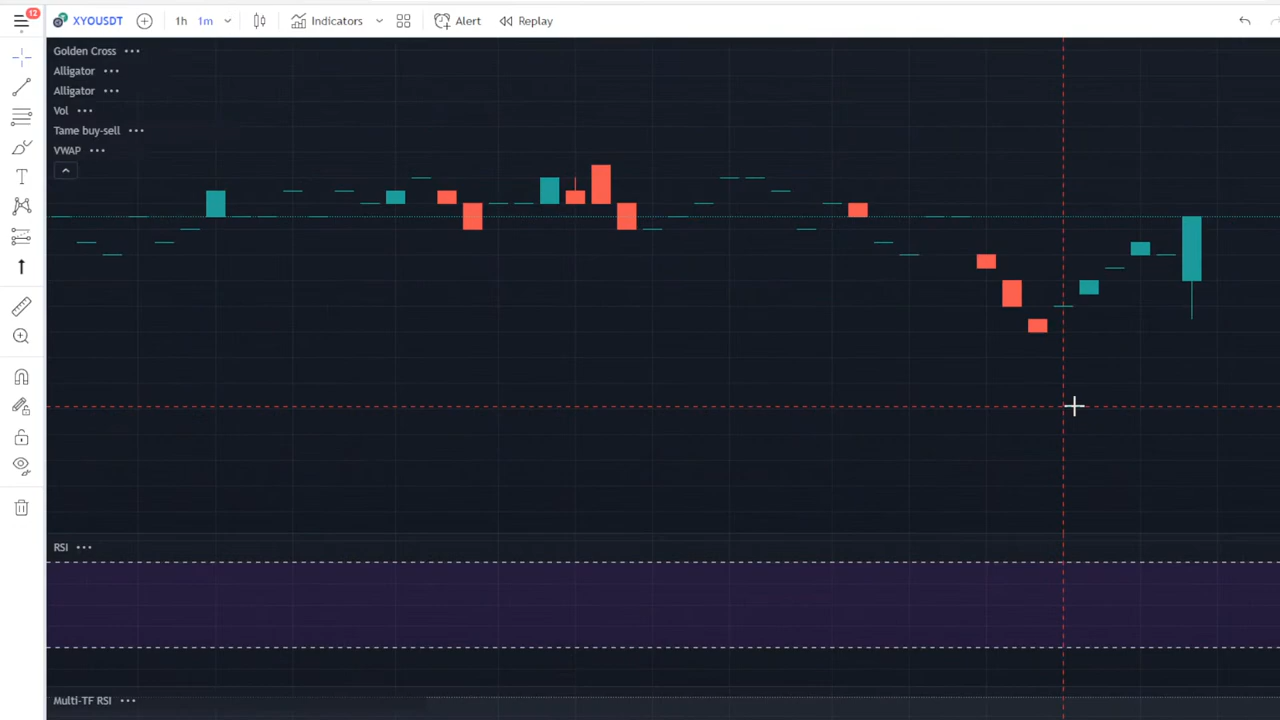 12
XYOUSDT 1h 1m Indicators Alert Replay
Golden Cross
Alligator
Alligator
Vol
Tame buy-sell
VWAP
RSI
Multi-TF RSI